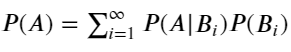 P(A) = ∑_{i=1}^{∞} P(A|B_i)P(B_i)